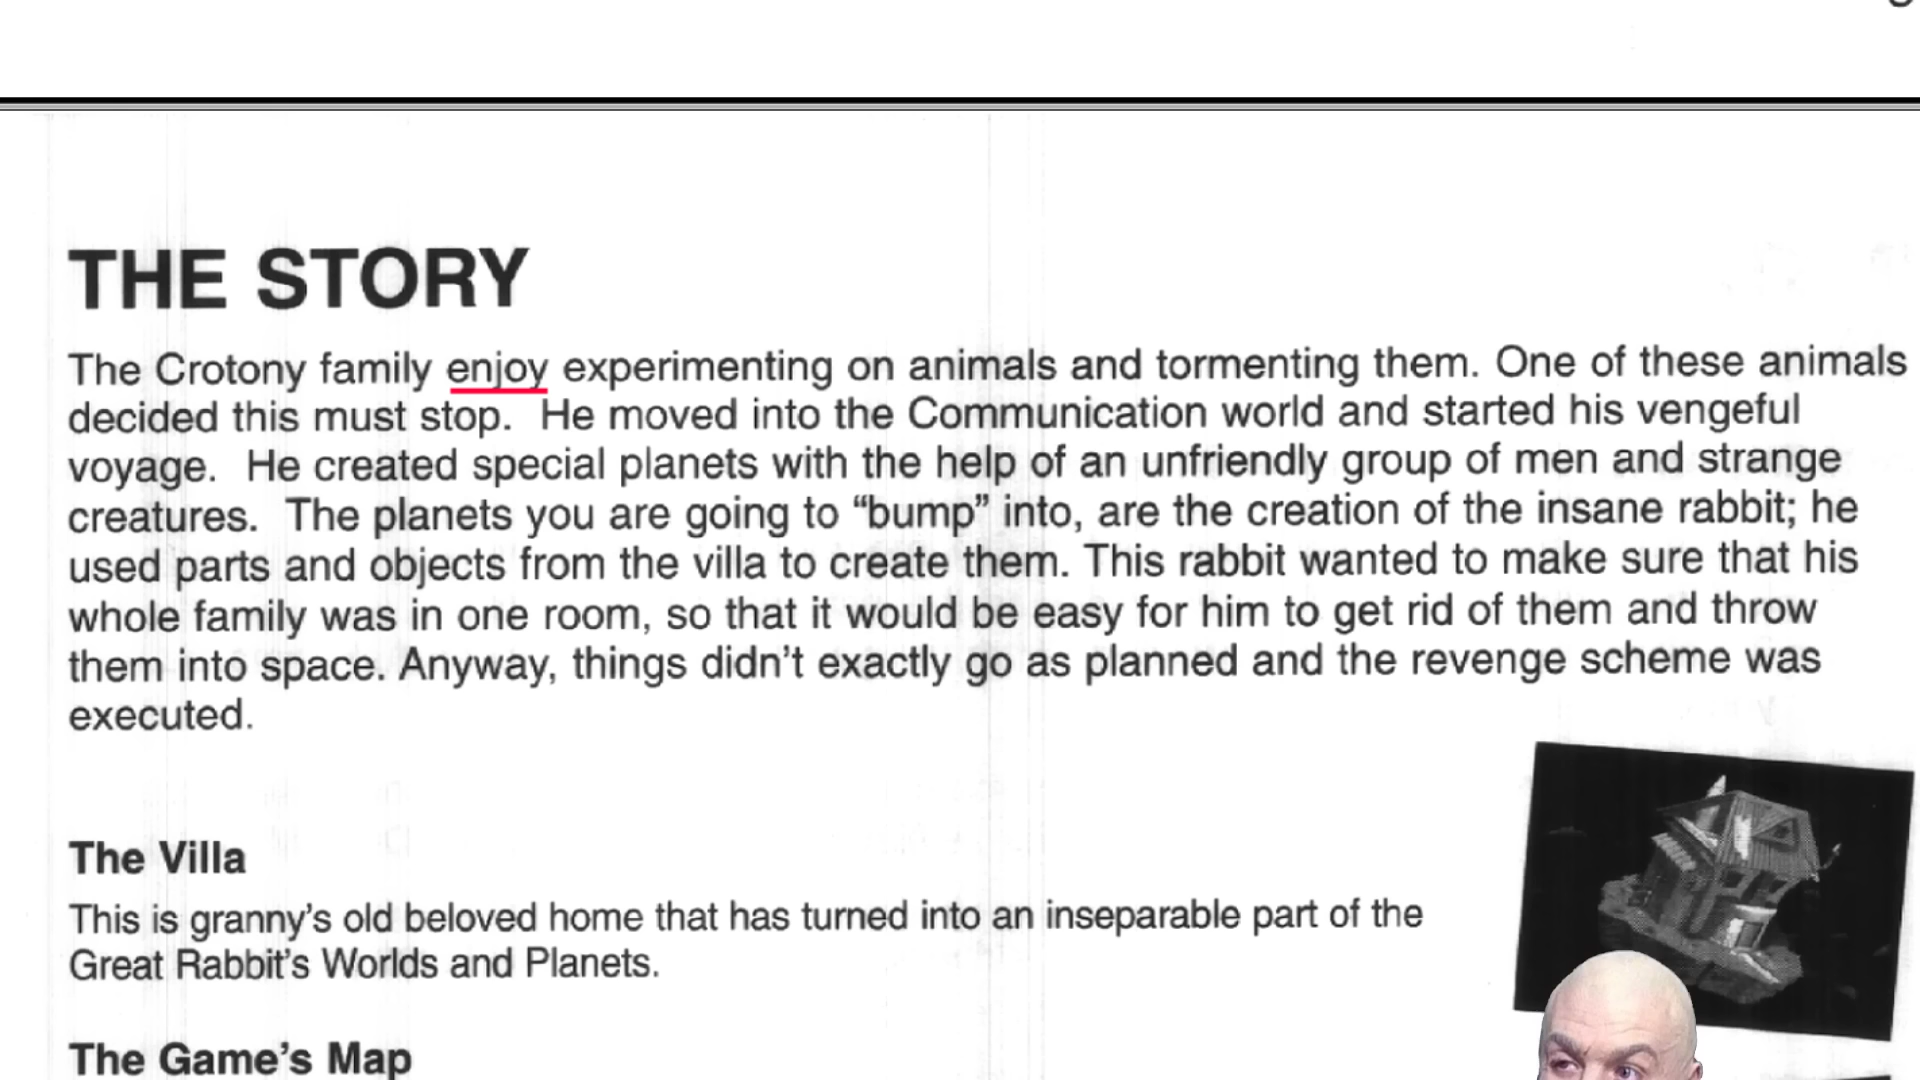 THE STORY
The Crotony family enjoy experimenting on animals and tormenting them. One of these animals
decided this must stop.  He moved into the Communication world and started his vengeful
voyage.  He created special planets with the help of an unfriendly group of men and strange
creatures.  The planets you are going to “bump” into, are the creation of the insane rabbit; he
used parts and objects from the villa to create them. This rabbit wanted to make sure that his
whole family was in one room, so that it would be easy for him to get rid of them and throw
them into space. Anyway, things didn’t exactly go as planned and the revenge scheme was
executed.
The Villa
This is granny’s old beloved home that has turned into an inseparable part of the
Great Rabbit’s Worlds and Planets.
The Game’s Map